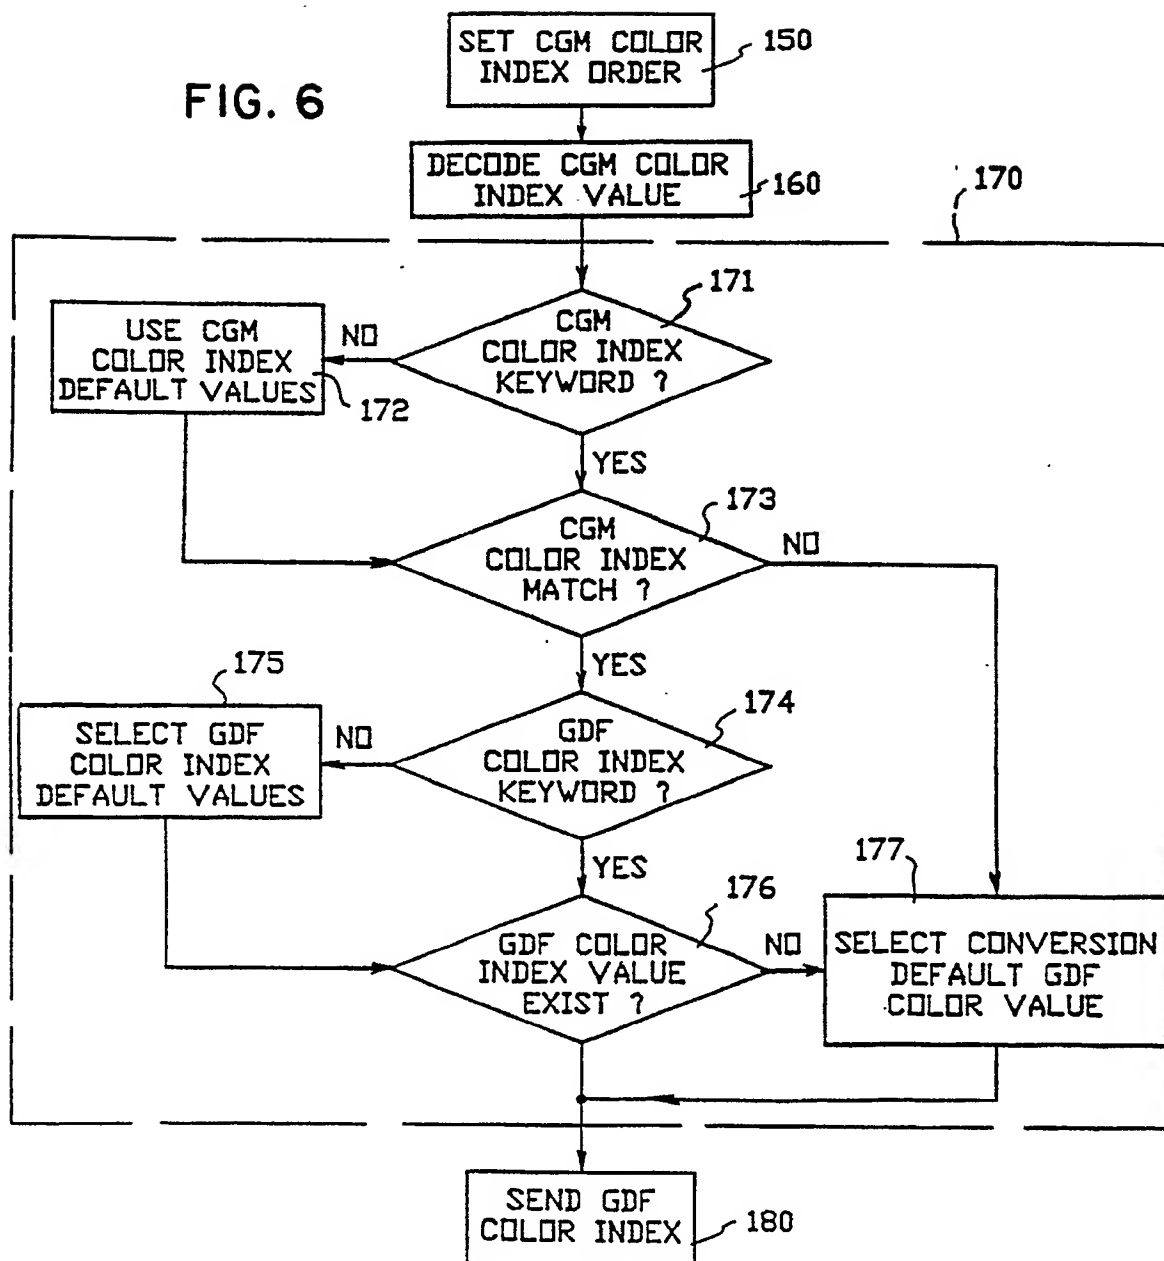 FIG. 6
SET CGM COLOR
INDEX ORDER
150
DECODE CGM COLOR
INDEX VALUE
160
170
CGM
COLOR INDEX
KEYWORD ?
171
NO
USE CGM
COLOR INDEX
DEFAULT VALUES
172
YES
CGM
COLOR INDEX
MATCH ?
173
NO
YES
GDF
COLOR INDEX
KEYWORD ?
174
NO
175
SELECT GDF
COLOR INDEX
DEFAULT VALUES
YES
GDF COLOR
INDEX VALUE
EXIST ?
176
NO
177
SELECT CONVERSION
DEFAULT GDF
COLOR VALUE
SEND GDF
COLOR INDEX
180